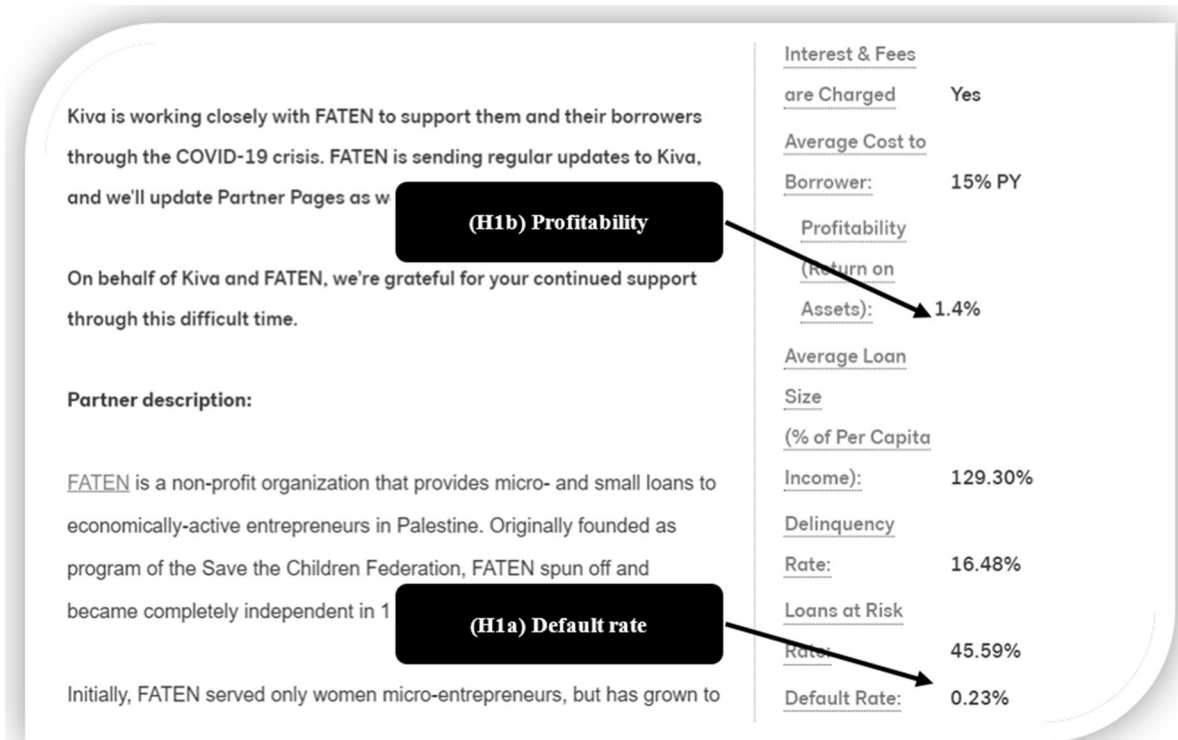 Kiva is working closely with FATEN to support them and their borrowers
through the COVID-19 crisis. FATEN is sending regular updates to Kiva,
and we'll update Partner Pages as
(H1b) Profitability
On behalf of Kiva and FATEN, we're grateful for your continued support
through this difficult time.
Partner description:
FATEN is a non-profit organization that provides micro- and small loans to
economically-active entrepreneurs in Palestine. Originally founded as
program of the Save the Children Federation, FATEN spun off and
became completely independent in 1
(H1a) Default rate
Initially, FATEN served only women micro-entrepreneurs, but has grown to
Interest & Fees
are Charged Yes
Average Cost to
Borrower: 15% PY
Profitability
(Return on
Assets): 1.4%
Average Loan
Size
(% of Per Capita
Income): 129.30%
Delinquency
Rate: 16.48%
Loans at Risk
Rate: 45.59%
Default Rate: 0.23%